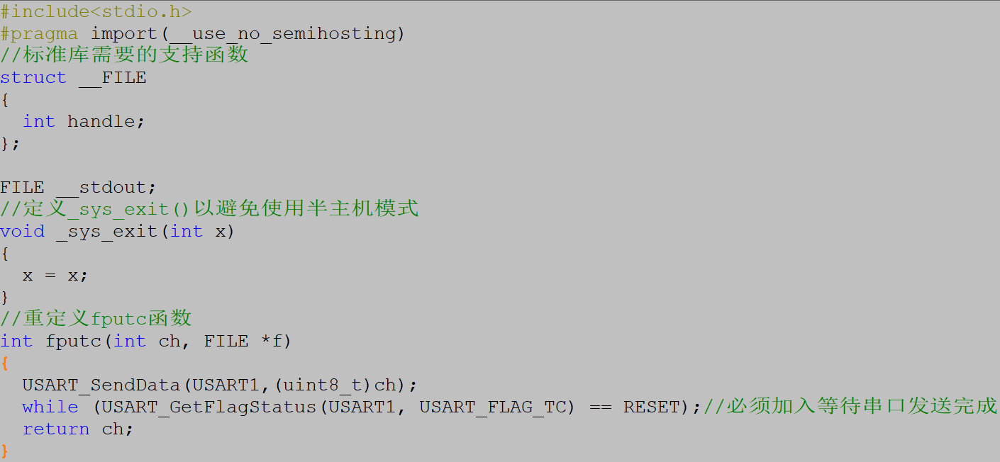 #include<stdio.h>
#pragma import(__use_no_semihosting)
//标准库需要的支持函数
struct __FILE
{
  int handle;
};

FILE __stdout;
//定义_sys_exit()以避免使用半主机模式
void _sys_exit(int x)
{
  x = x;
}
//重定义fputc函数
int fputc(int ch, FILE *f)
{
  USART_SendData(USART1,(uint8_t)ch);
  while (USART_GetFlagStatus(USART1, USART_FLAG_TC) == RESET);//必须加入等待串口发送完成
  return ch;
}